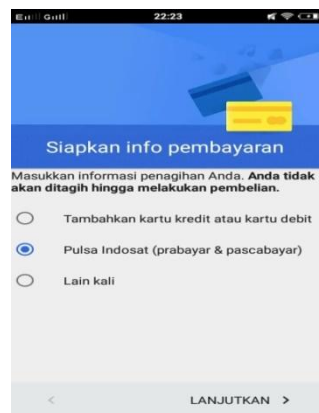 E G 22:23
Siapkan info pembayaran
Masukkan informasi penagihan Anda. Anda tidak
akan ditagih hingga melakukan pembelian.
Tambahkan kartu kredit atau kartu debit
Pulsa Indosat (prabayar & pascabayar)
Lain kali
LANJUTKAN